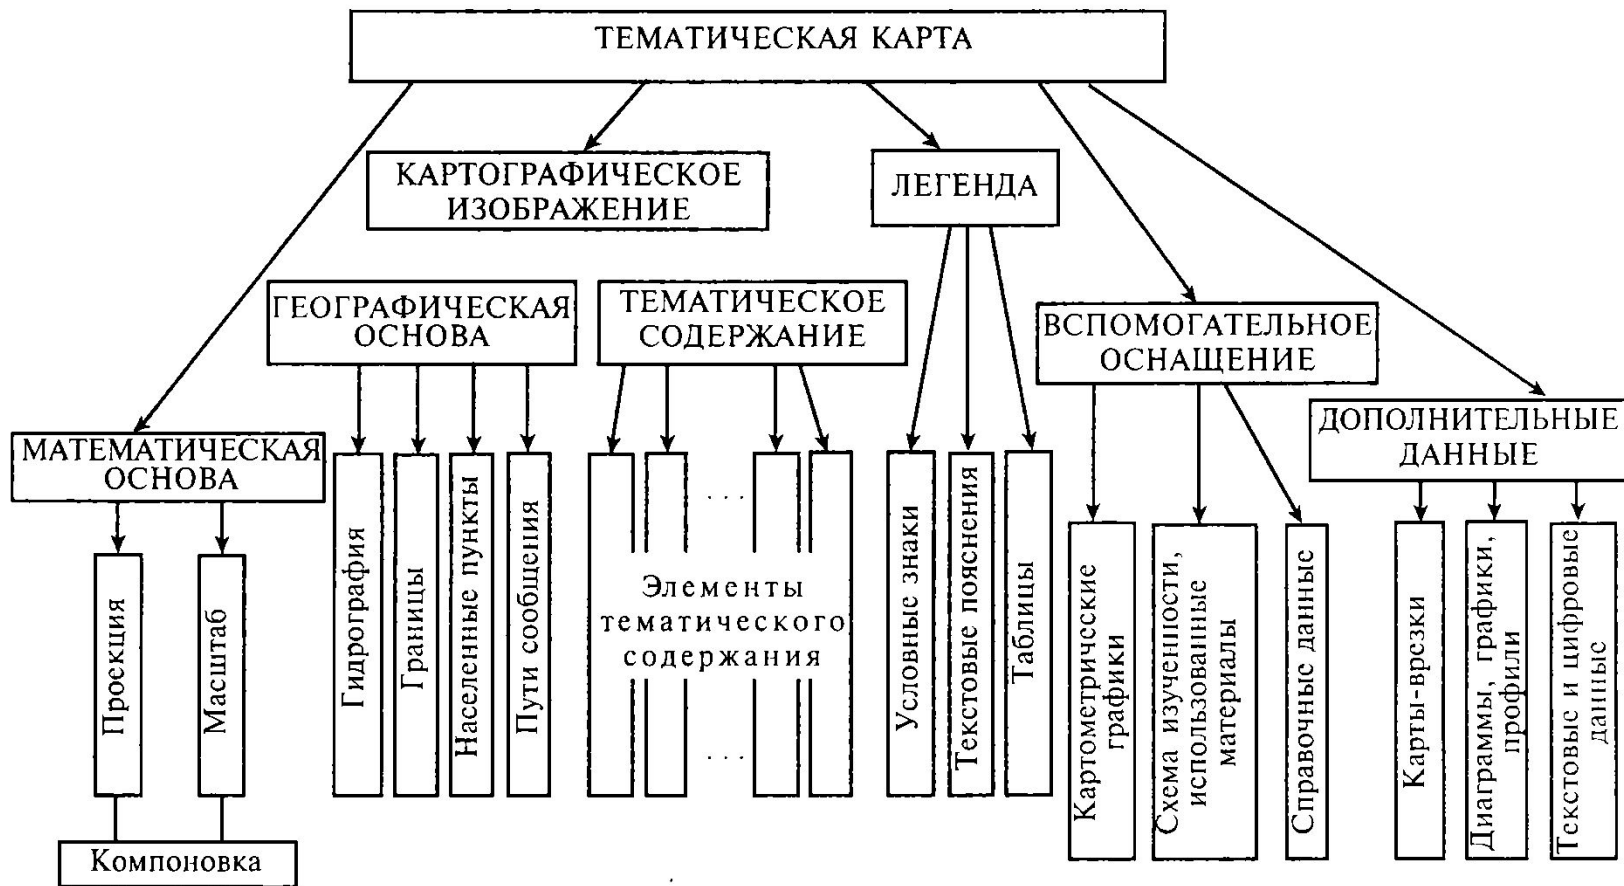 ТЕМАТИЧЕСКАЯ КАРТА
КАРТОГРАФИЧЕСКОЕ
ИЗОБРАЖЕНИЕ
ЛЕГЕНДА
ГЕОГРАФИЧЕСКАЯ
ОСНОВА
ТЕМАТИЧЕСКОЕ
СОДЕРЖАНИЕ
ВСПОМОГАТЕЛЬНОЕ
ОСНАЩЕНИЕ
ДОПОЛНИТЕЛЬНЫЕ
ДАННЫЕ
МАТЕМАТИЧЕСКАЯ
ОСНОВА
Проекция
Масштаб
Компоновка
Гидрография
Границы
Населенные пункты
Пути сообщения
...
Элементы
тематического
содержания
...
Условные знаки
Текстовые пояснения
Таблицы
Картометрические
графики
Схема изученности,
использованные
материалы
Справочные данные
Карты-врезки
Диаграммы, графики,
профили
Текстовые и цифровые
данные